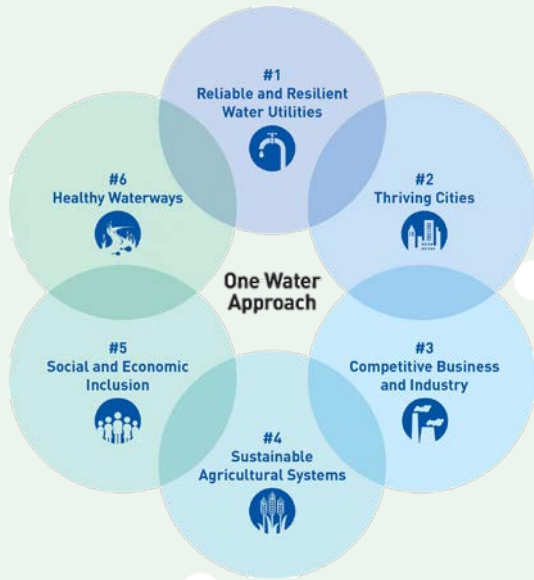 #1
Reliable and Resilient
Water Utilities
#2
Thriving Cities
#3
Competitive Business
and Industry
#4
Sustainable
Agricultural Systems
#5
Social and Economic
Inclusion
#6
Healthy Waterways
One Water
Approach